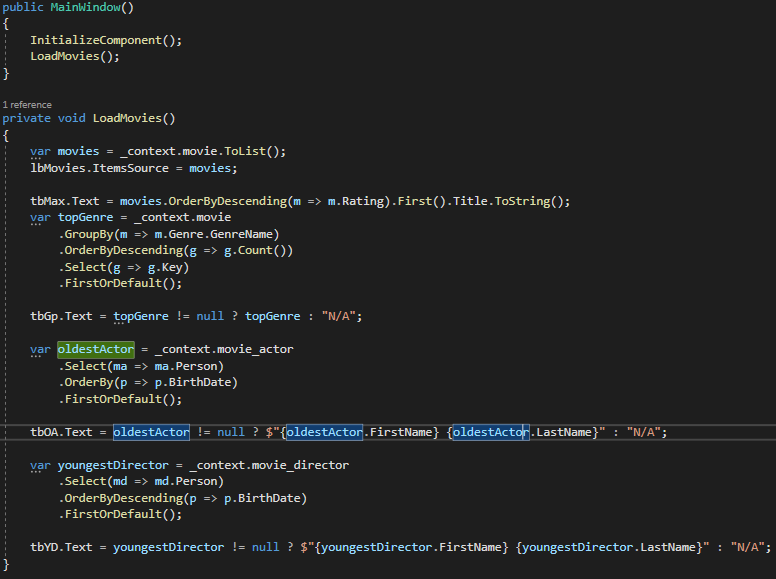 public MainWindow()
{
InitializeComponent();
LoadMovies();
}
1 reference
private void LoadMovies()
{
var movies = _context.movie.ToList();
lbMovies.ItemsSource = movies;
tbMax.Text = movies.OrderByDescending(m => m.Rating).First().Title.ToString();
var topGenre = _context.movie
.GroupBy(m => m.Genre.GenreName)
.OrderByDescending(g => g.Count())
.Select(g => g.Key)
.FirstOrDefault();
tbGp.Text = topGenre != null ? topGenre : "N/A";
var oldestActor = _context.movie_actor
.Select(ma => ma.Person)
.OrderBy(p => p.BirthDate)
.FirstOrDefault();
tbOA.Text = oldestActor != null ? $"{oldestActor.FirstName} {oldestActor.LastName}" : "N/A";
var youngestDirector = _context.movie_director
.Select(md => md.Person)
.OrderByDescending(p => p.BirthDate)
.FirstOrDefault();
tbYD.Text = youngestDirector != null ? $"{youngestDirector.FirstName} {youngestDirector.LastName}" : "N/A";
}